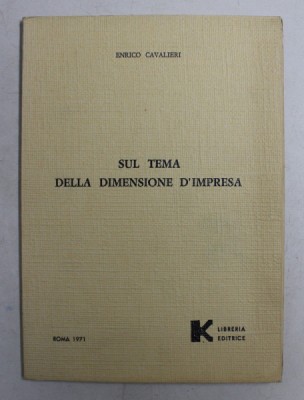 ENRICO CAVALIERI
SUL TEMA
DELLA DIMENSIONE D'IMPRESA
ROMA 1971
K LIBRERIA
EDITRICE